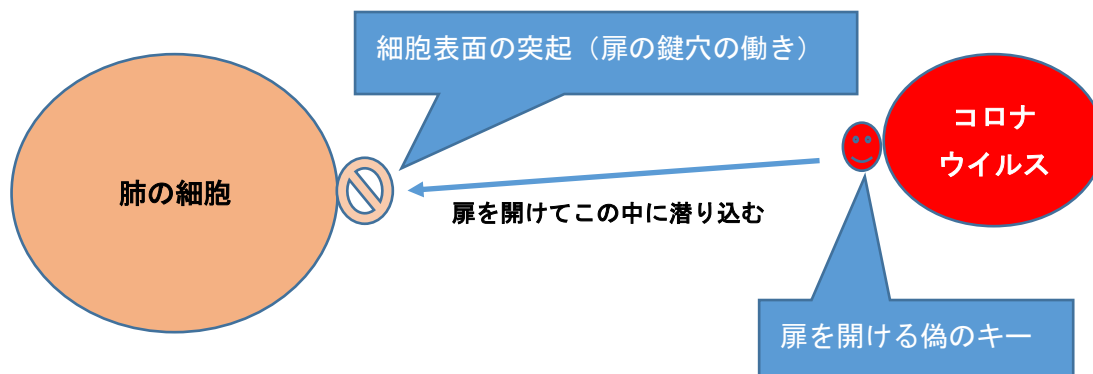 細胞表面の突起（扉の鍵穴の働き）
コロナ
ウイルス
肺の細胞
扉を開けてこの中に潜り込む
扉を開ける偽のキー